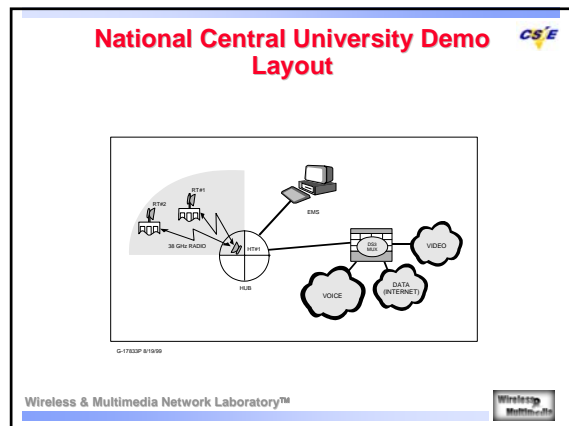 National Central University Demo
Layout
CS/E
RT#1
RT#2
EMS
38 GHz RADIO
HT#1
HUB
DS3
MUX
VIDEO
VOICE
DATA
(INTERNET)
G-17833P 8/19/99
Wireless & Multimedia Network Laboratory™
Wireless
Multimedia